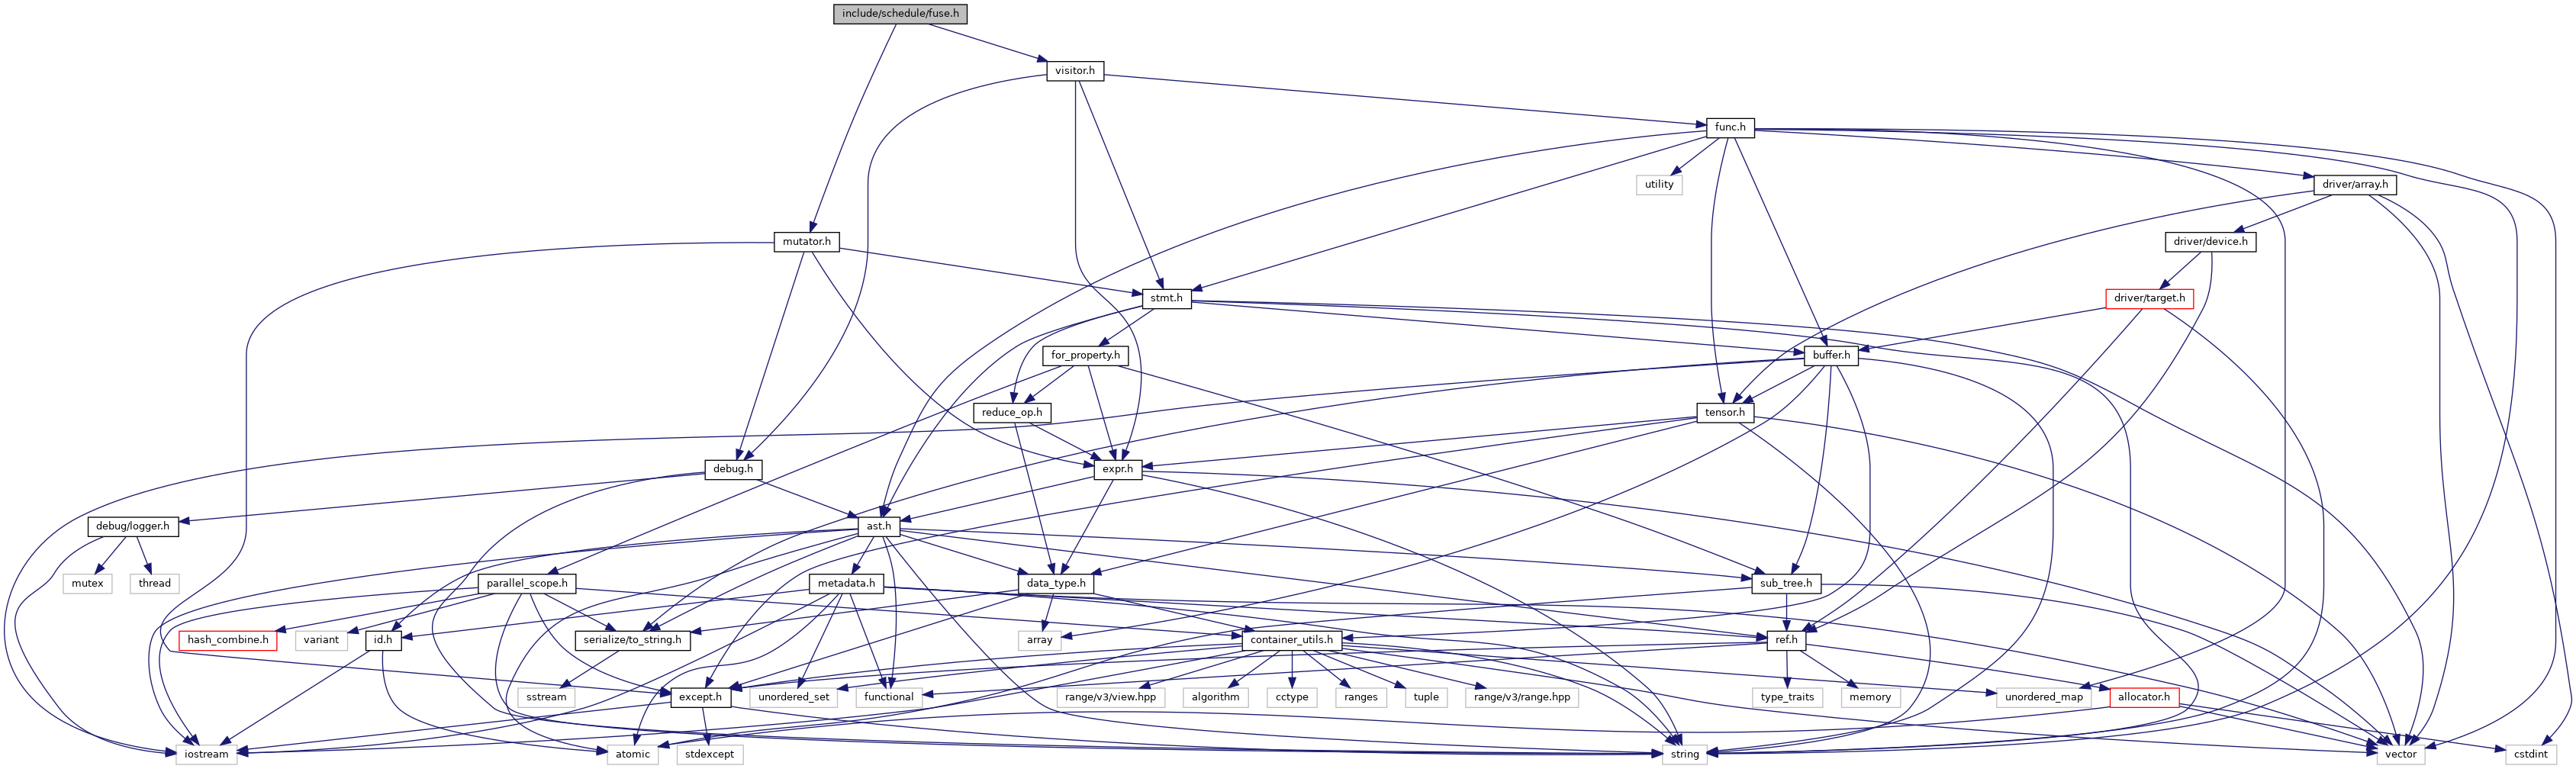 include/schedule/fuse.h
visitor.h
func.h
utility
driver/array.h
mutator.h
driver/device.h
stmt.h
driver/target.h
for_property.h
buffer.h
reduce_op.h
tensor.h
debug.h
expr.h
debug/logger.h
ast.h
mutex
thread
parallel_scope.h
metadata.h
data_type.h
sub_tree.h
hash_combine.h
variant
id.h
serialize/to_string.h
array
container_utils.h
ref.h
sstream
except.h
unordered_set
functional
range/v3/view.hpp
algorithm
cctype
ranges
tuple
range/v3/range.hpp
type_traits
memory
unordered_map
allocator.h
iostream
atomic
stdexcept
string
vector
cstdint